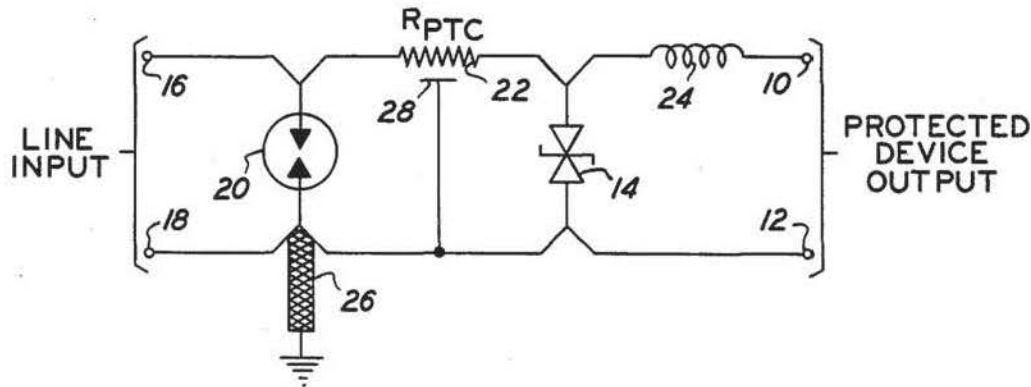 RPTC
16
22
24
10
28
LINE
INPUT
20
14
PROTECTED
DEVICE
OUTPUT
18
12
26